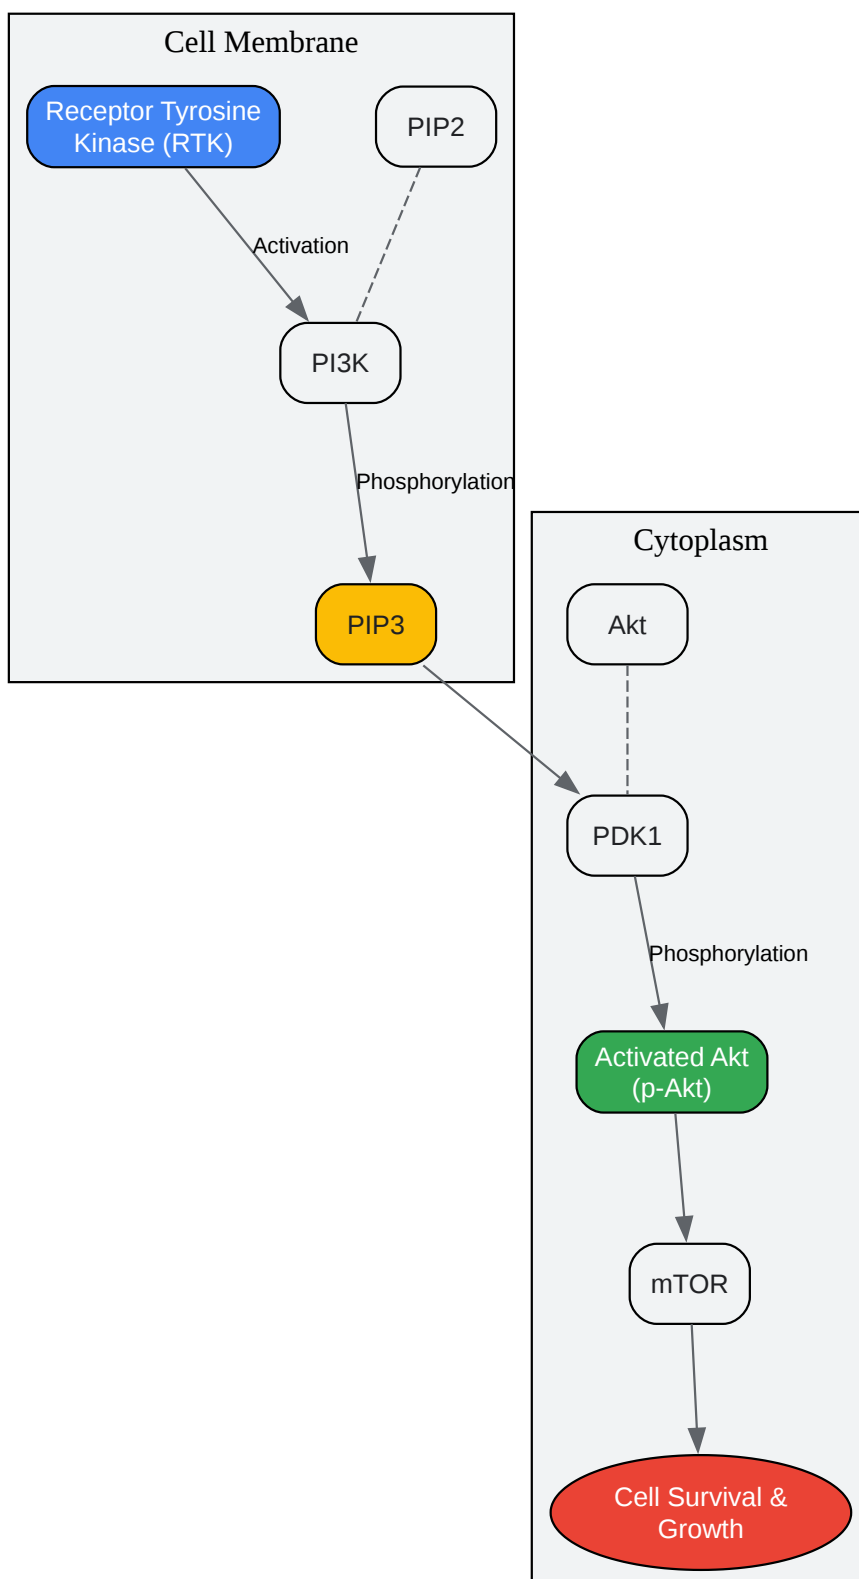 Cell Membrane
Receptor Tyrosine
Kinase (RTK)
PIP2
Activation
PI3K
Phosphorylation
PIP3
Cytoplasm
Akt
PDK1
Phosphorylation
Activated Akt
(p-Akt)
mTOR
Cell Survival &
Growth